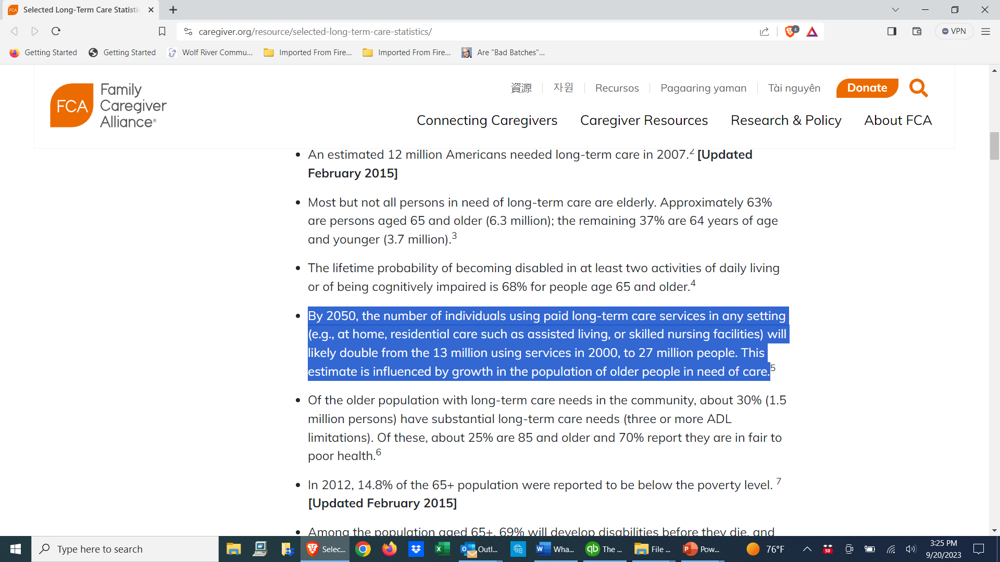 FCA Selected Long-Term Care Statistic
caregiver.org/resource/selected-long-term-care-statistics/
4
VPN
Getting Started
Getting Started
Wolf River Commu...
Imported From Fire...
Imported From Fire...
Are "Bad Batches"...
FCA
Family
Caregiver
Alliance®
資源
자원
Recursos
Pagaaring yaman
Tài nguyên
Donate
Connecting Caregivers
Caregiver Resources
Research & Policy
About FCA
• An estimated 12 million Americans needed long-term care in 2007.2 [Updated
February 2015]
• Most but not all persons in need of long-term care are elderly. Approximately 63%
are persons aged 65 and older (6.3 million); the remaining 37% are 64 years of age
and younger (3.7 million).3
• The lifetime probability of becoming disabled in at least two activities of daily living
or of being cognitively impaired is 68% for people age 65 and older.4
• By 2050, the number of individuals using paid long-term care services in any setting
(e.g., at home, residential care such as assisted living, or skilled nursing facilities) will
likely double from the 13 million using services in 2000, to 27 million people. This
estimate is influenced by growth in the population of older people in need of care.5
• Of the older population with long-term care needs in the community, about 30% (1.5
million persons) have substantial long-term care needs (three or more ADL
limitations). Of these, about 25% are 85 and older and 70% report they are in fair to
poor health.6
• In 2012, 14.8% of the 65+ population were reported to be below the poverty level. 7
[Updated February 2015]
• Among the population aged 65+, 69% will develop disabilities before they die, and
Type here to search
Selec...
Outl...
Wha...
The ...
File ...
Pow...
76°F
50
3:25 PM
9/20/2023